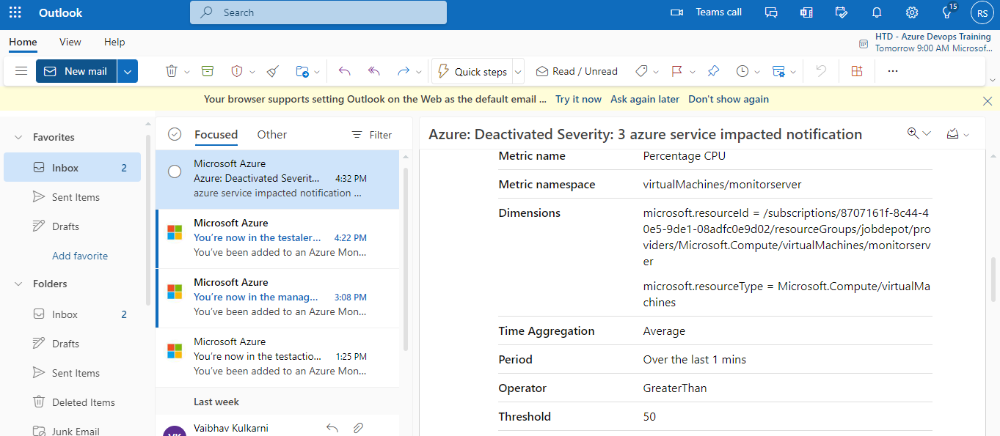 Outlook
Search
Teams call
15
RS
Home
View
Help
HTD - Azure Devops Training
Tomorrow 9:00 AM Microsof...
New mail
Quick steps
Read / Unread
Your browser supports setting Outlook on the Web as the default email ...
Try it now
Ask again later
Don't show again
Favorites
Inbox 2
Sent Items
Drafts
Add favorite
Folders
Inbox 2
Drafts
Sent Items
Deleted Items
Junk Email
Focused
Other
Filter
Microsoft Azure
Azure: Deactivated Severit... 4:32 PM
azure service impacted notification ...
Microsoft Azure
You're now in the testaler... 4:22 PM
You've been added to an Azure Mon...
Microsoft Azure
You're now in the manag... 3:08 PM
You've been added to an Azure Mon...
Microsoft Azure
You're now in the testactio... 1:25 PM
You've been added to an Azure Mon...
Last week
VK
Vaibhav Kulkarni
Azure: Deactivated Severity: 3 azure service impacted notification
Metric name Percentage CPU
Metric namespace virtualMachines/monitorserver
Dimensions microsoft.resourceId = /subscriptions/8707161f-8c44-4
0e5-9de1-08adfc0e9d02/resourceGroups/jobdepot/pro
viders/Microsoft.Compute/virtualMachines/monitorserv
er
microsoft.resourceType = Microsoft.Compute/virtualMa
chines
Time Aggregation Average
Period Over the last 1 mins
Operator GreaterThan
Threshold 50